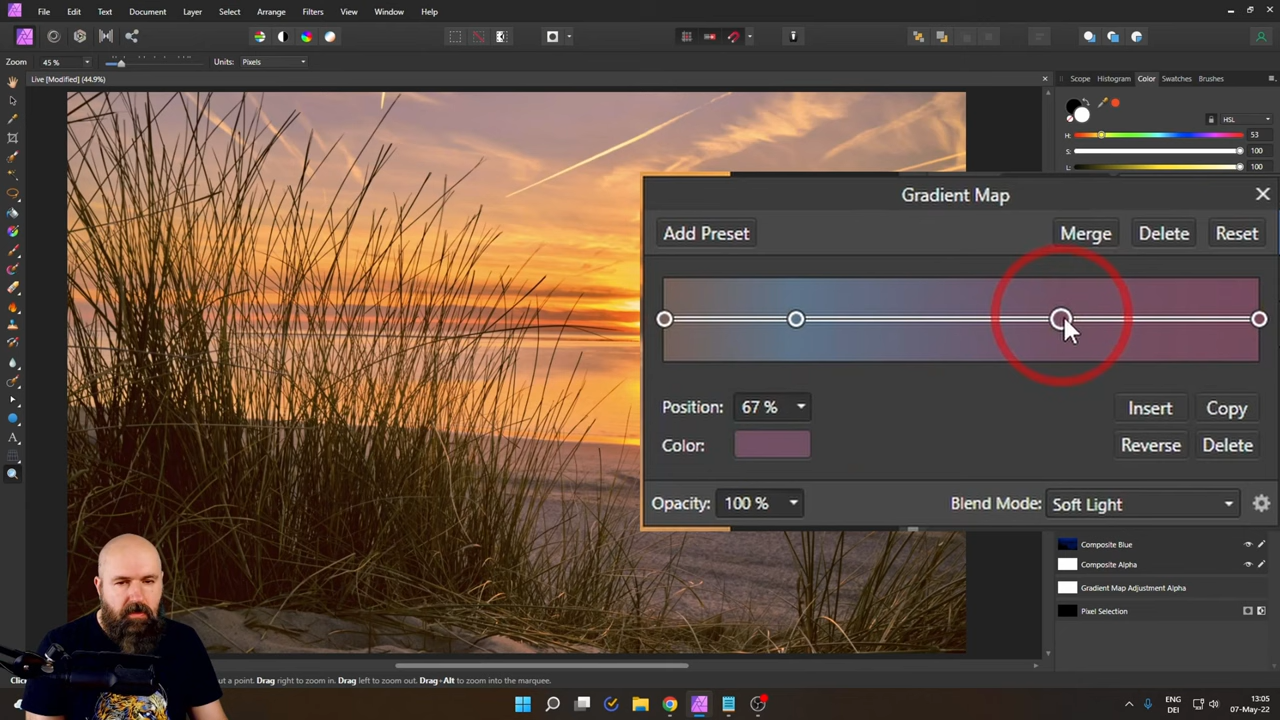 File Edit Text Document Layer Select Arrange Filters View Window Help
Zoom 45 % Units: Pixels
Live [Modified] (44.9%)
Scope Histogram Color Swatches Brushes
HSL
H: 53
S: 100
L: 100
Gradient Map
Add Preset Merge Delete Reset
Position: 67 % Insert Copy
Color: Reverse Delete
Opacity: 100 % Blend Mode: Soft Light
Composite Blue
Composite Alpha
Gradient Map Adjustment Alpha
Pixel Selection
ut a point. Drag right to zoom in. Drag left to zoom out. Drag+Alt to zoom into the marquee.
ENG
DEI
13:05
07-May-22